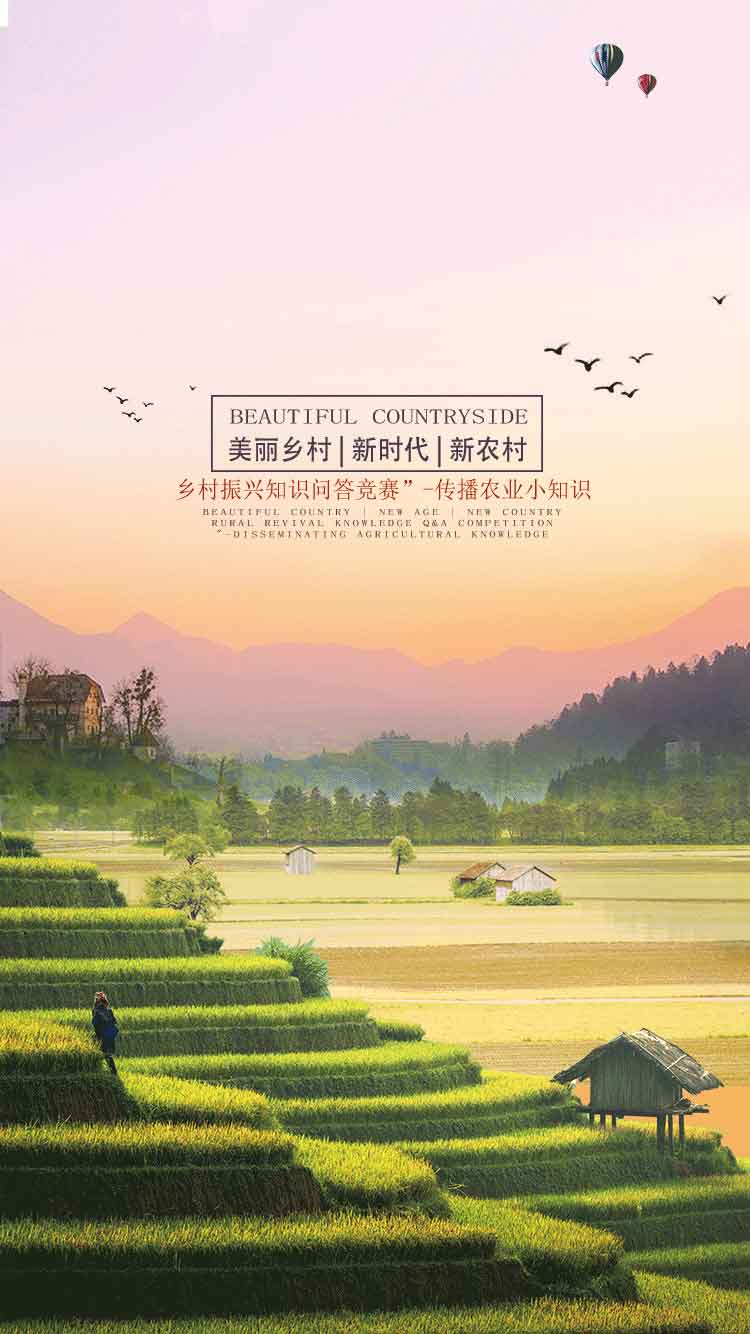 BEAUTIFUL COUNTRYSIDE
美丽乡村|新时代|新农村
乡村振兴知识问答竞赛”-传播农业小知识
BEAUTIFUL COUNTRY | NEW AGE | NEW COUNTRY
RURAL REVIVAL KNOWLEDGE Q&A COMPETITION
"-DISSEMINATING AGRICULTURAL KNOWLEDGE